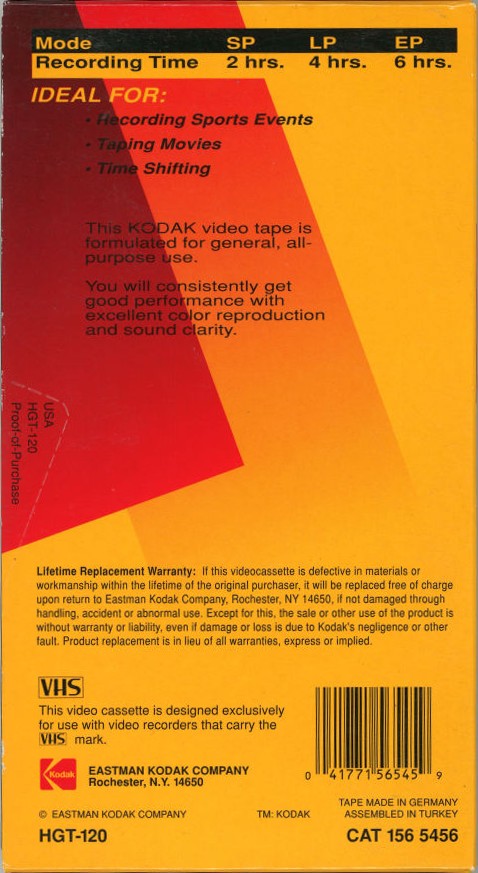 Mode SP LP EP
Recording Time 2 hrs. 4 hrs. 6 hrs.
IDEAL FOR:
• Recording Sports Events
• Taping Movies
• Time Shifting
This KODAK video tape is
formulated for general, all-
purpose use.
You will consistently get
good performance with
excellent color reproduction
and sound clarity.
USA
HGT-120
Proof-of-Purchase
Lifetime Replacement Warranty: If this videocassette is defective in materials or
workmanship within the lifetime of the original purchaser, it will be replaced free of charge
upon return to Eastman Kodak Company, Rochester, NY 14650, if not damaged through
handling, accident or abnormal use. Except for this, the sale or other use of the product is
without warranty or liability, even if damage or loss is due to Kodak's negligence or other
fault. Product replacement is in lieu of all warranties, express or implied.
VHS
This video cassette is designed exclusively
for use with video recorders that carry the
VHS mark.
Kodak
EASTMAN KODAK COMPANY
Rochester, N.Y. 14650
0 41771 56545 9
© EASTMAN KODAK COMPANY TM: KODAK
TAPE MADE IN GERMANY
ASSEMBLED IN TURKEY
HGT-120 CAT 156 5456